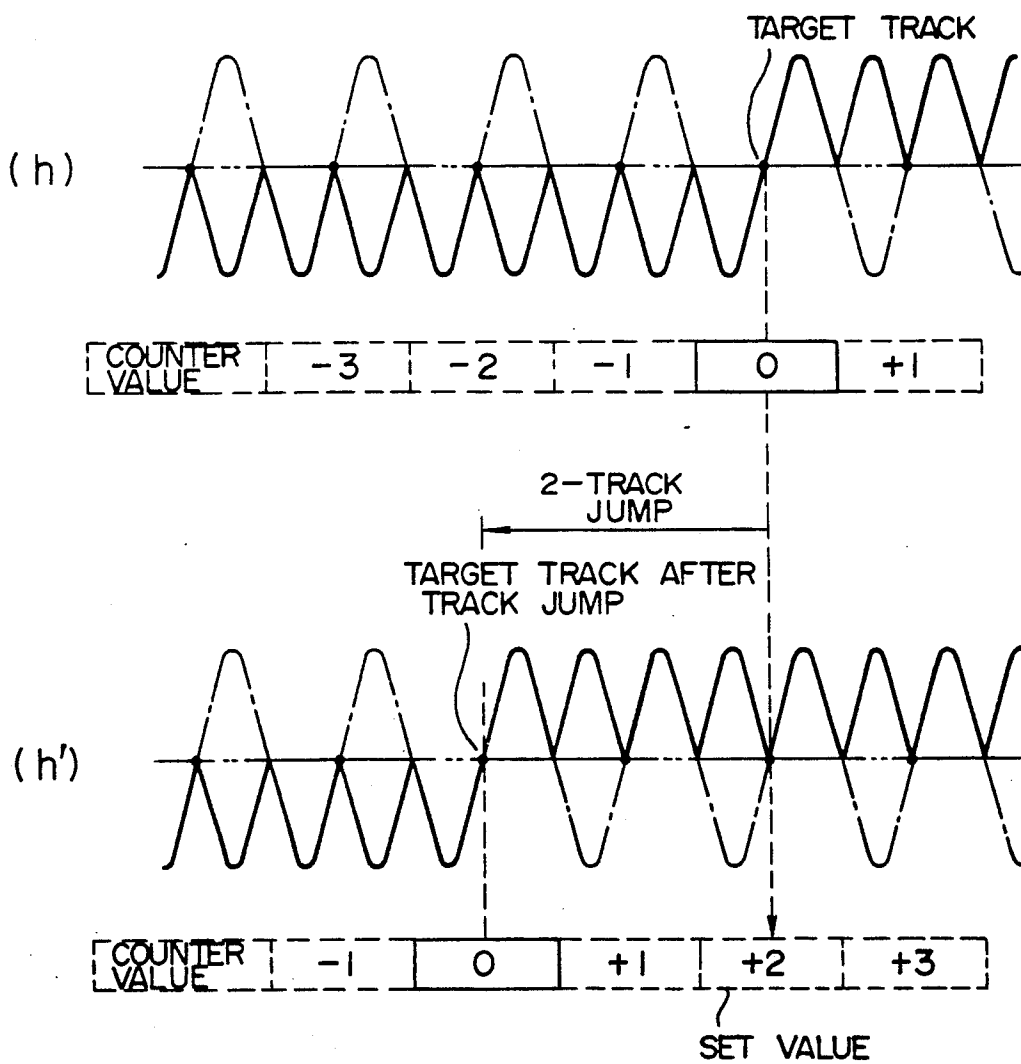 TARGET TRACK
(h)
COUNTER VALUE -3 -2 -1 0 +1
2-TRACK
JUMP
TARGET TRACK AFTER
TRACK JUMP
(h')
COUNTER VALUE -1 0 +1 +2 +3
SET VALUE